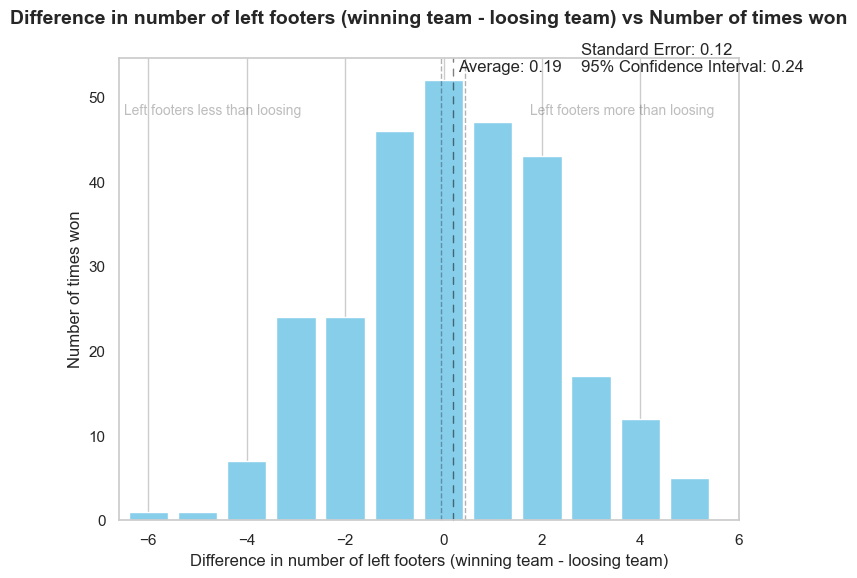 Difference in number of left footers (winning team - loosing team) vs Number of times won
Standard Error: 0.12
Average: 0.19
95% Confidence Interval: 0.24
Left footers less than loosing
Left footers more than loosing
50
40
30
20
10
0
Number of times won
−6
−4
−2
0
2
4
6
Difference in number of left footers (winning team - loosing team)